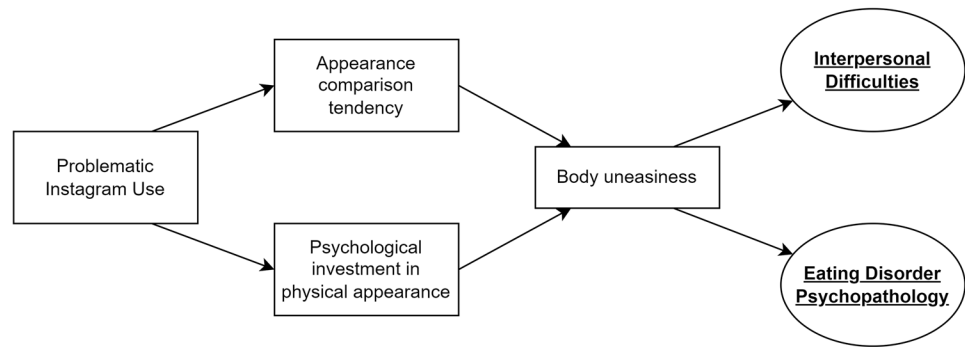 Problematic
Instagram Use
Appearance
comparison
tendency
Psychological
investment in
physical appearance
Body uneasiness
Interpersonal
Difficulties
Eating Disorder
Psychopathology